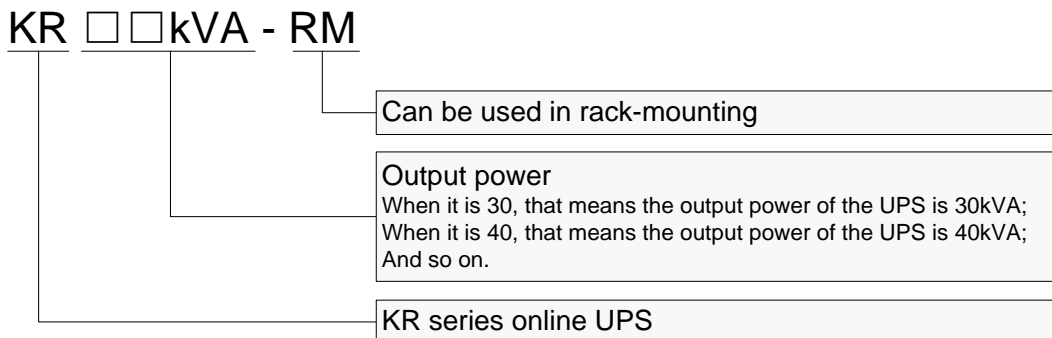 KR □□kVA - RM
Can be used in rack-mounting
Output power
When it is 30, that means the output power of the UPS is 30kVA;
When it is 40, that means the output power of the UPS is 40kVA;
And so on.
KR series online UPS